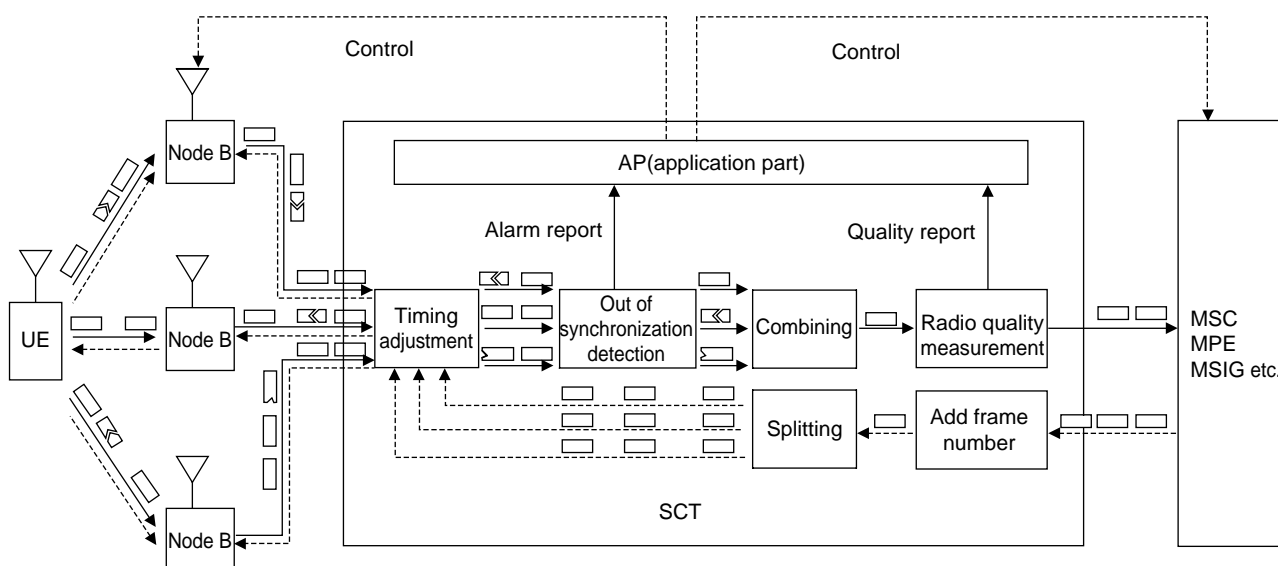 Control
Control
Node B
AP(application part)
Alarm report
Quality report
UE
Node B
Timing
adjustment
Out of
synchronization
detection
Combining
Radio quality
measurement
MSC
MPE
MSIG etc.
Splitting
Add frame
number
SCT
Node B